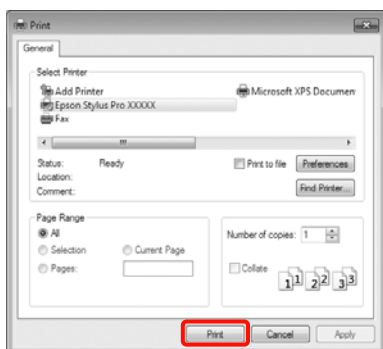 Print
General
Select Printer
Add Printer
Microsoft XPS Documen
Epson Stylus Pro XXXXX
Fax
Status: Ready
Print to file
Preferences
Location:
Comment:
Find Printer...
Page Range
All
Selection
Current Page
Pages:
Number of copies: 1
Collate
1 1 2 2 3 3
Print
Cancel
Apply